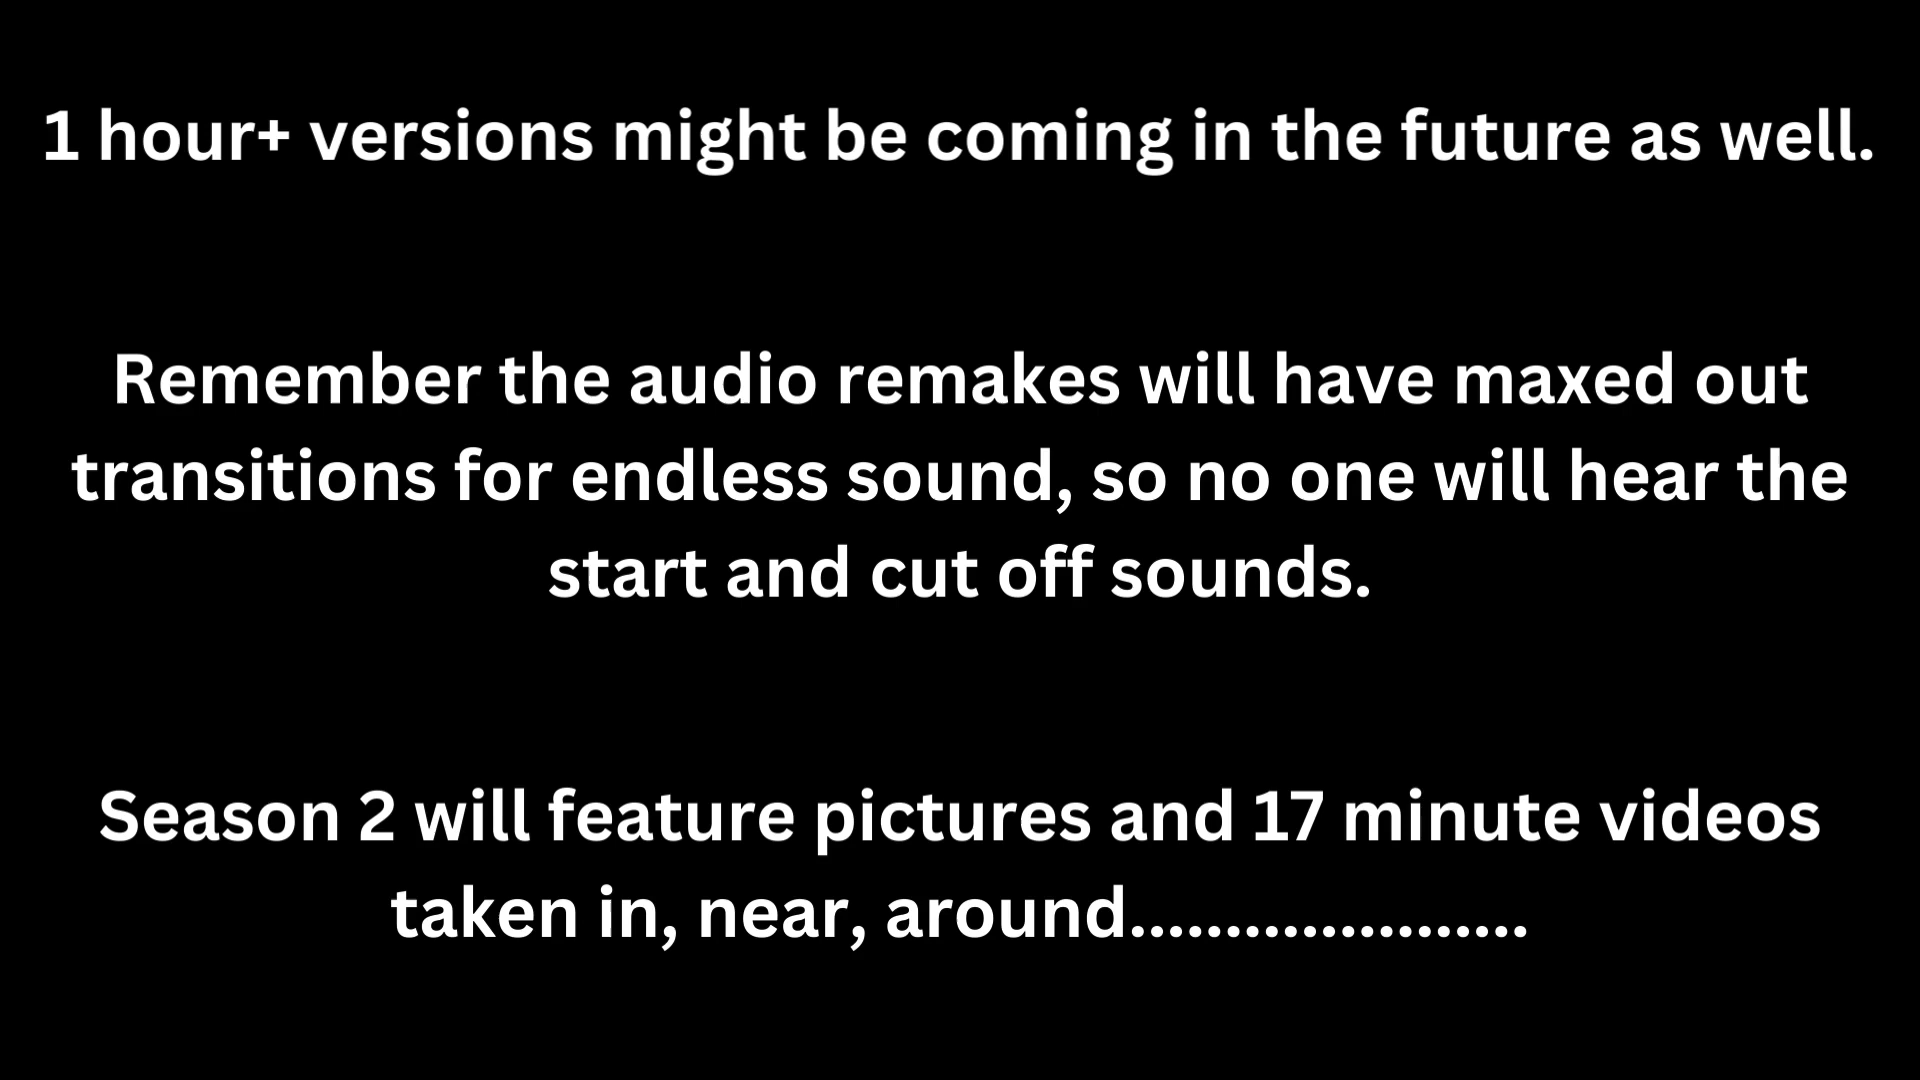 1 hour+ versions might be coming in the future as well.
Remember the audio remakes will have maxed out
transitions for endless sound, so no one will hear the
start and cut off sounds.
Season 2 will feature pictures and 17 minute videos
taken in, near, around....................